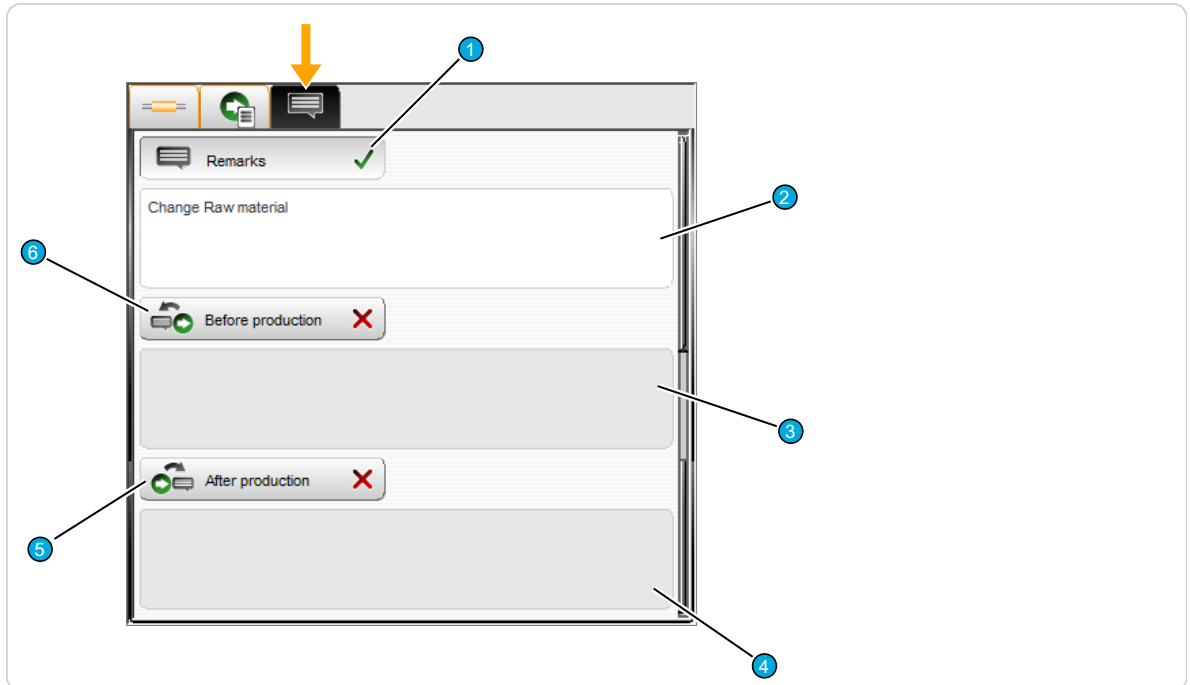 1
Remarks
Change Raw material
2
6
Before production
3
After production
5
4